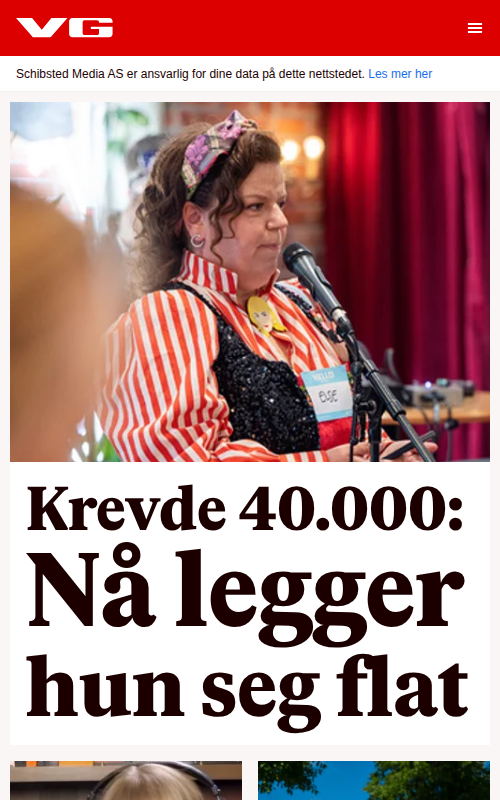 VG
Schibsted Media AS er ansvarlig for dine data på dette nettstedet. Les mer her
HELLO
ELSE
Krevde 40.000:
Nå legger
hun seg flat